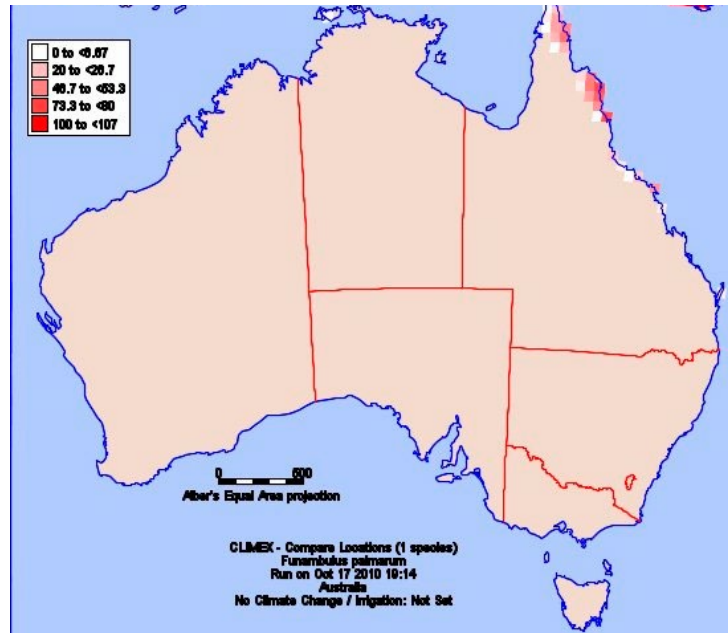 0 to <6.67
20 to <26.7
46.7 to <53.3
73.3 to <80
100 to <107
0 500
Alber's Equal Area projection
CLIMEX - Compare Locations (1 species)
Funambulus palmarum
Run on Oct 17 2010 19:14
Australia
No Climate Change / Irrigation: Not Set